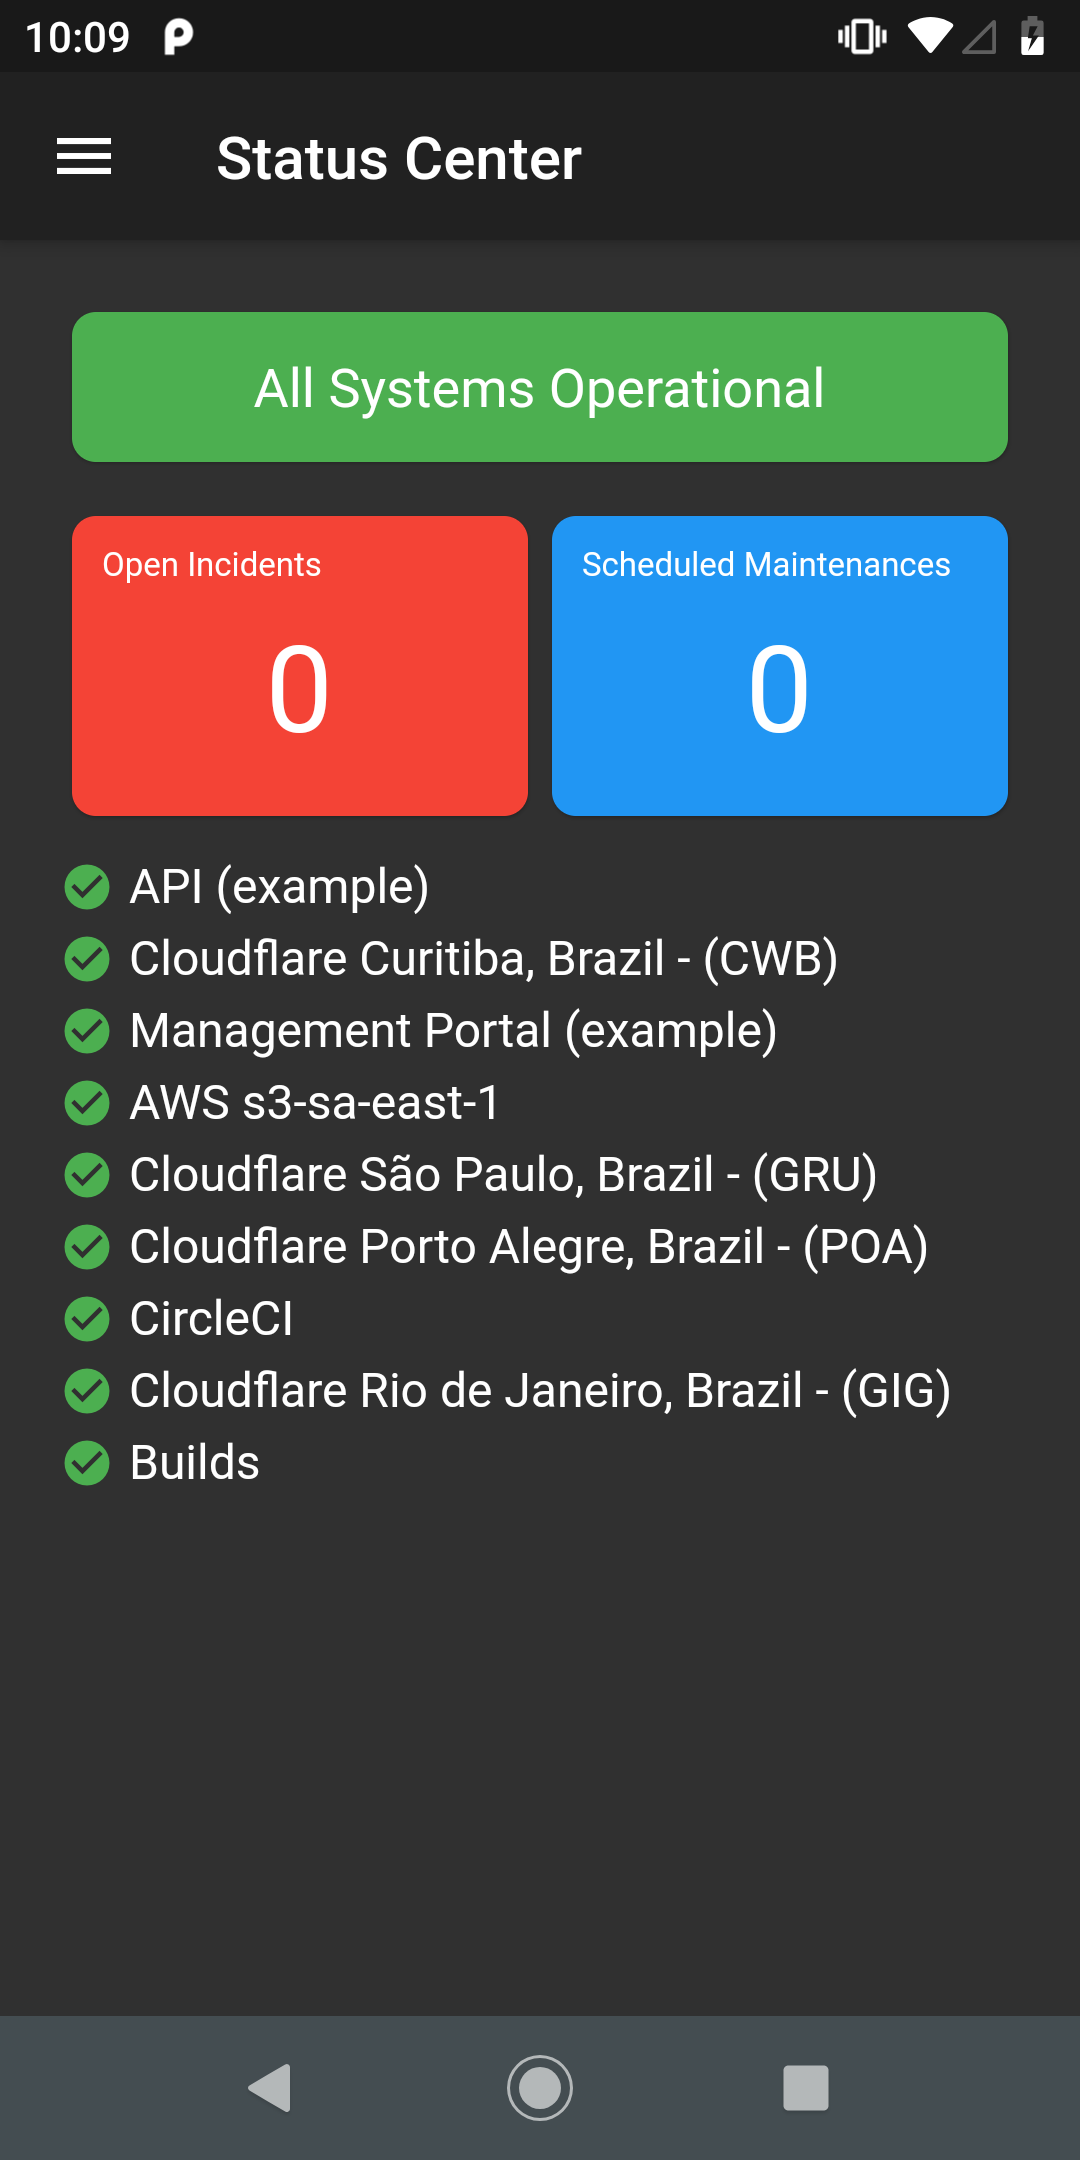 10:09
Status Center
All Systems Operational
Open Incidents
0
Scheduled Maintenances
0
API (example)
Cloudflare Curitiba, Brazil - (CWB)
Management Portal (example)
AWS s3-sa-east-1
Cloudflare São Paulo, Brazil - (GRU)
Cloudflare Porto Alegre, Brazil - (POA)
CircleCI
Cloudflare Rio de Janeiro, Brazil - (GIG)
Builds